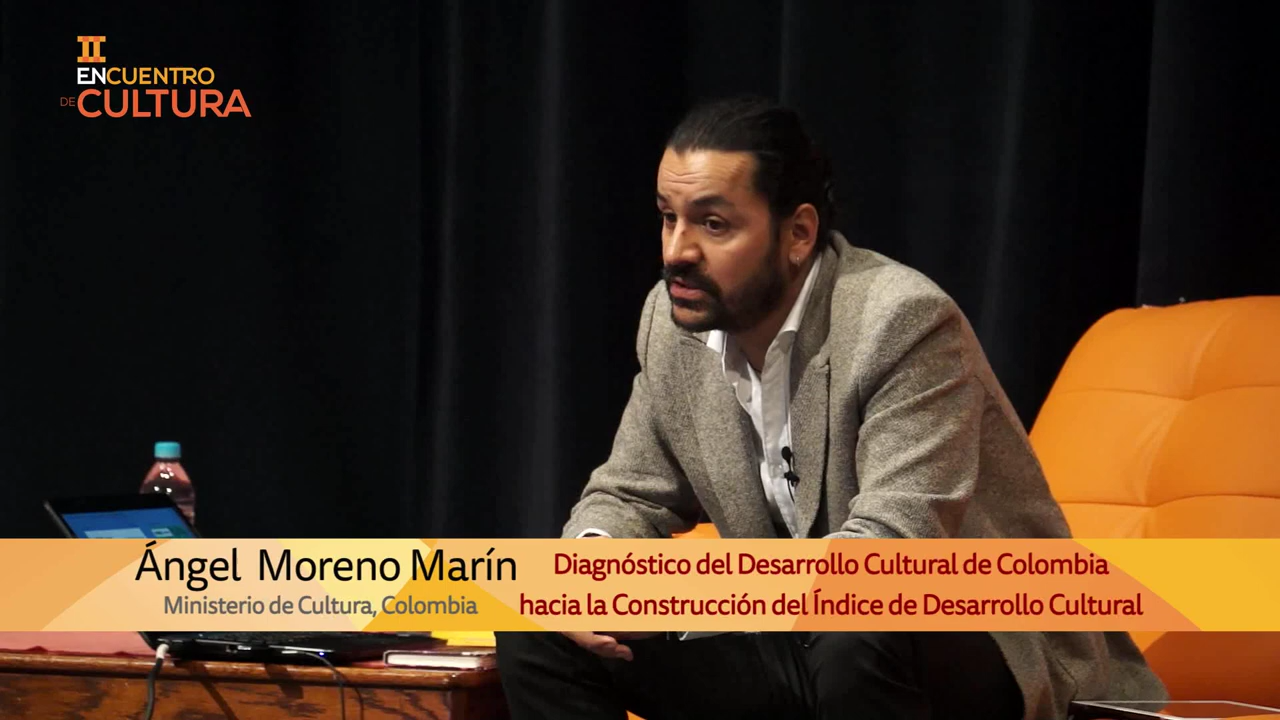 II
ENCUENTRO
DE CULTURA
Ángel Moreno Marín
Ministerio de Cultura, Colombia
Diagnóstico del Desarrollo Cultural de Colombia
hacia la Construcción del Índice de Desarrollo Cultural